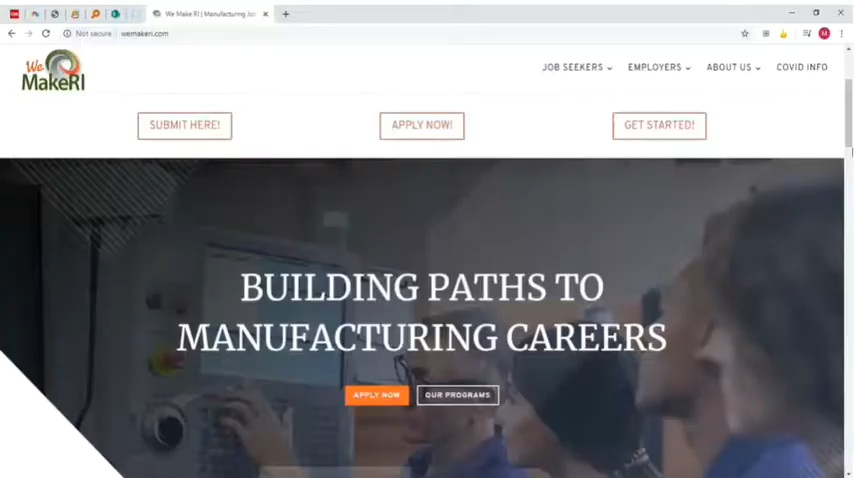 We Make RI | Manufacturing Jo
Not secure | wemakeri.com
We
MakeRI
JOB SEEKERS
EMPLOYERS
ABOUT US
COVID INFO
SUBMIT HERE!
APPLY NOW!
GET STARTED!
BUILDING PATHS TO
MANUFACTURING CAREERS
APPLY NOW
OUR PROGRAMS